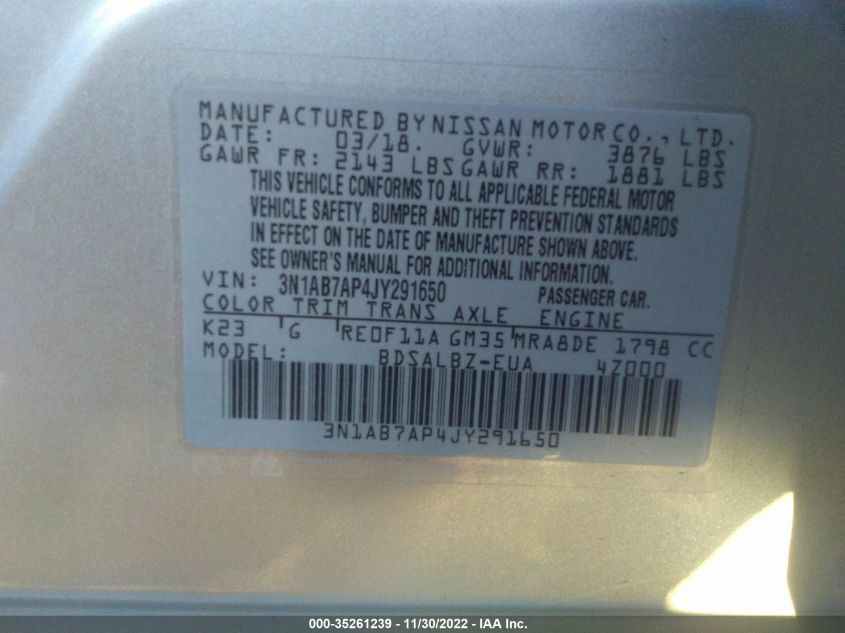 MANUFACTURED BY NISSAN MOTOR CO., LTD.
DATE: 03/18. GVWR: 3876 LBS
GAWR FR: 2143 LBS GAWR RR: 1881 LBS
THIS VEHICLE CONFORMS TO ALL APPLICABLE FEDERAL MOTOR
VEHICLE SAFETY, BUMPER AND THEFT PREVENTION STANDARDS
IN EFFECT ON THE DATE OF MANUFACTURE SHOWN ABOVE.
SEE OWNER'S MANUAL FOR ADDITIONAL INFORMATION.
VIN: 3N1AB7AP4JY291650 PASSENGER CAR.
COLOR TRIM TRANS AXLE ENGINE
K23 G RE0F11A GM35 MRA8DE 1798 CC
MODEL: BDSALBZ-EUA 47000
3N1AB7AP4JY291650
000-35261239 - 11/30/2022 - IAA Inc.